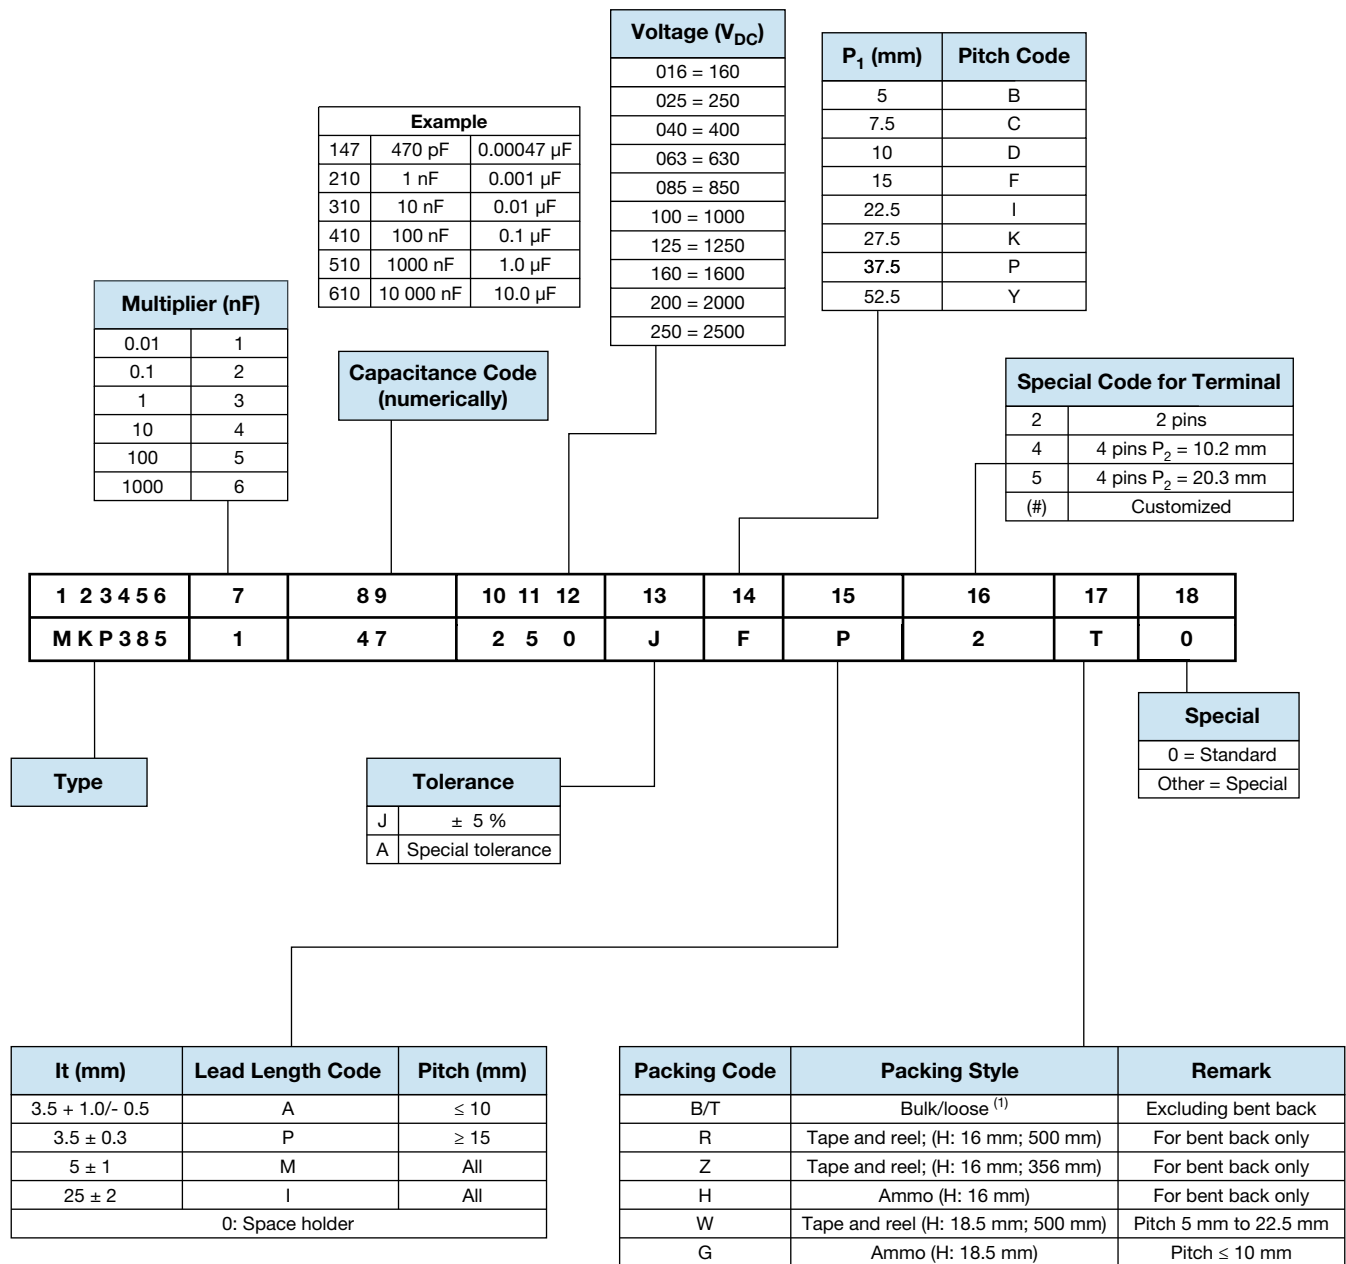 Voltage (VDC)
016 = 160
025 = 250
040 = 400
063 = 630
085 = 850
100 = 1000
125 = 1250
160 = 1600
200 = 2000
250 = 2500
P1 (mm) Pitch Code
5 B
7.5 C
10 D
15 F
22.5 I
27.5 K
37.5 P
52.5 Y
Example
147 470 pF 0.00047 µF
210 1 nF 0.001 µF
310 10 nF 0.01 µF
410 100 nF 0.1 µF
510 1000 nF 1.0 µF
610 10 000 nF 10.0 µF
Multiplier (nF)
0.01 1
0.1 2
1 3
10 4
100 5
1000 6
Capacitance Code
(numerically)
Special Code for Terminal
2 2 pins
4 4 pins P2 = 10.2 mm
5 4 pins P2 = 20.3 mm
(#) Customized
1 2 3 4 5 6 7 8 9 10 11 12 13 14 15 16 17 18
M K P 3 8 5 1 4 7 2 5 0 J F P 2 T 0
Type
Tolerance
J ± 5 %
A Special tolerance
Special
0 = Standard
Other = Special
It (mm) Lead Length Code Pitch (mm)
3.5 + 1.0/- 0.5 A ≤ 10
3.5 ± 0.3 P ≥ 15
5 ± 1 M All
25 ± 2 I All
0: Space holder
Packing Code Packing Style Remark
B/T Bulk/loose (1) Excluding bent back
R Tape and reel; (H: 16 mm; 500 mm) For bent back only
Z Tape and reel; (H: 16 mm; 356 mm) For bent back only
H Ammo (H: 16 mm) For bent back only
W Tape and reel (H: 18.5 mm; 500 mm) Pitch 5 mm to 22.5 mm
G Ammo (H: 18.5 mm) Pitch ≤ 10 mm